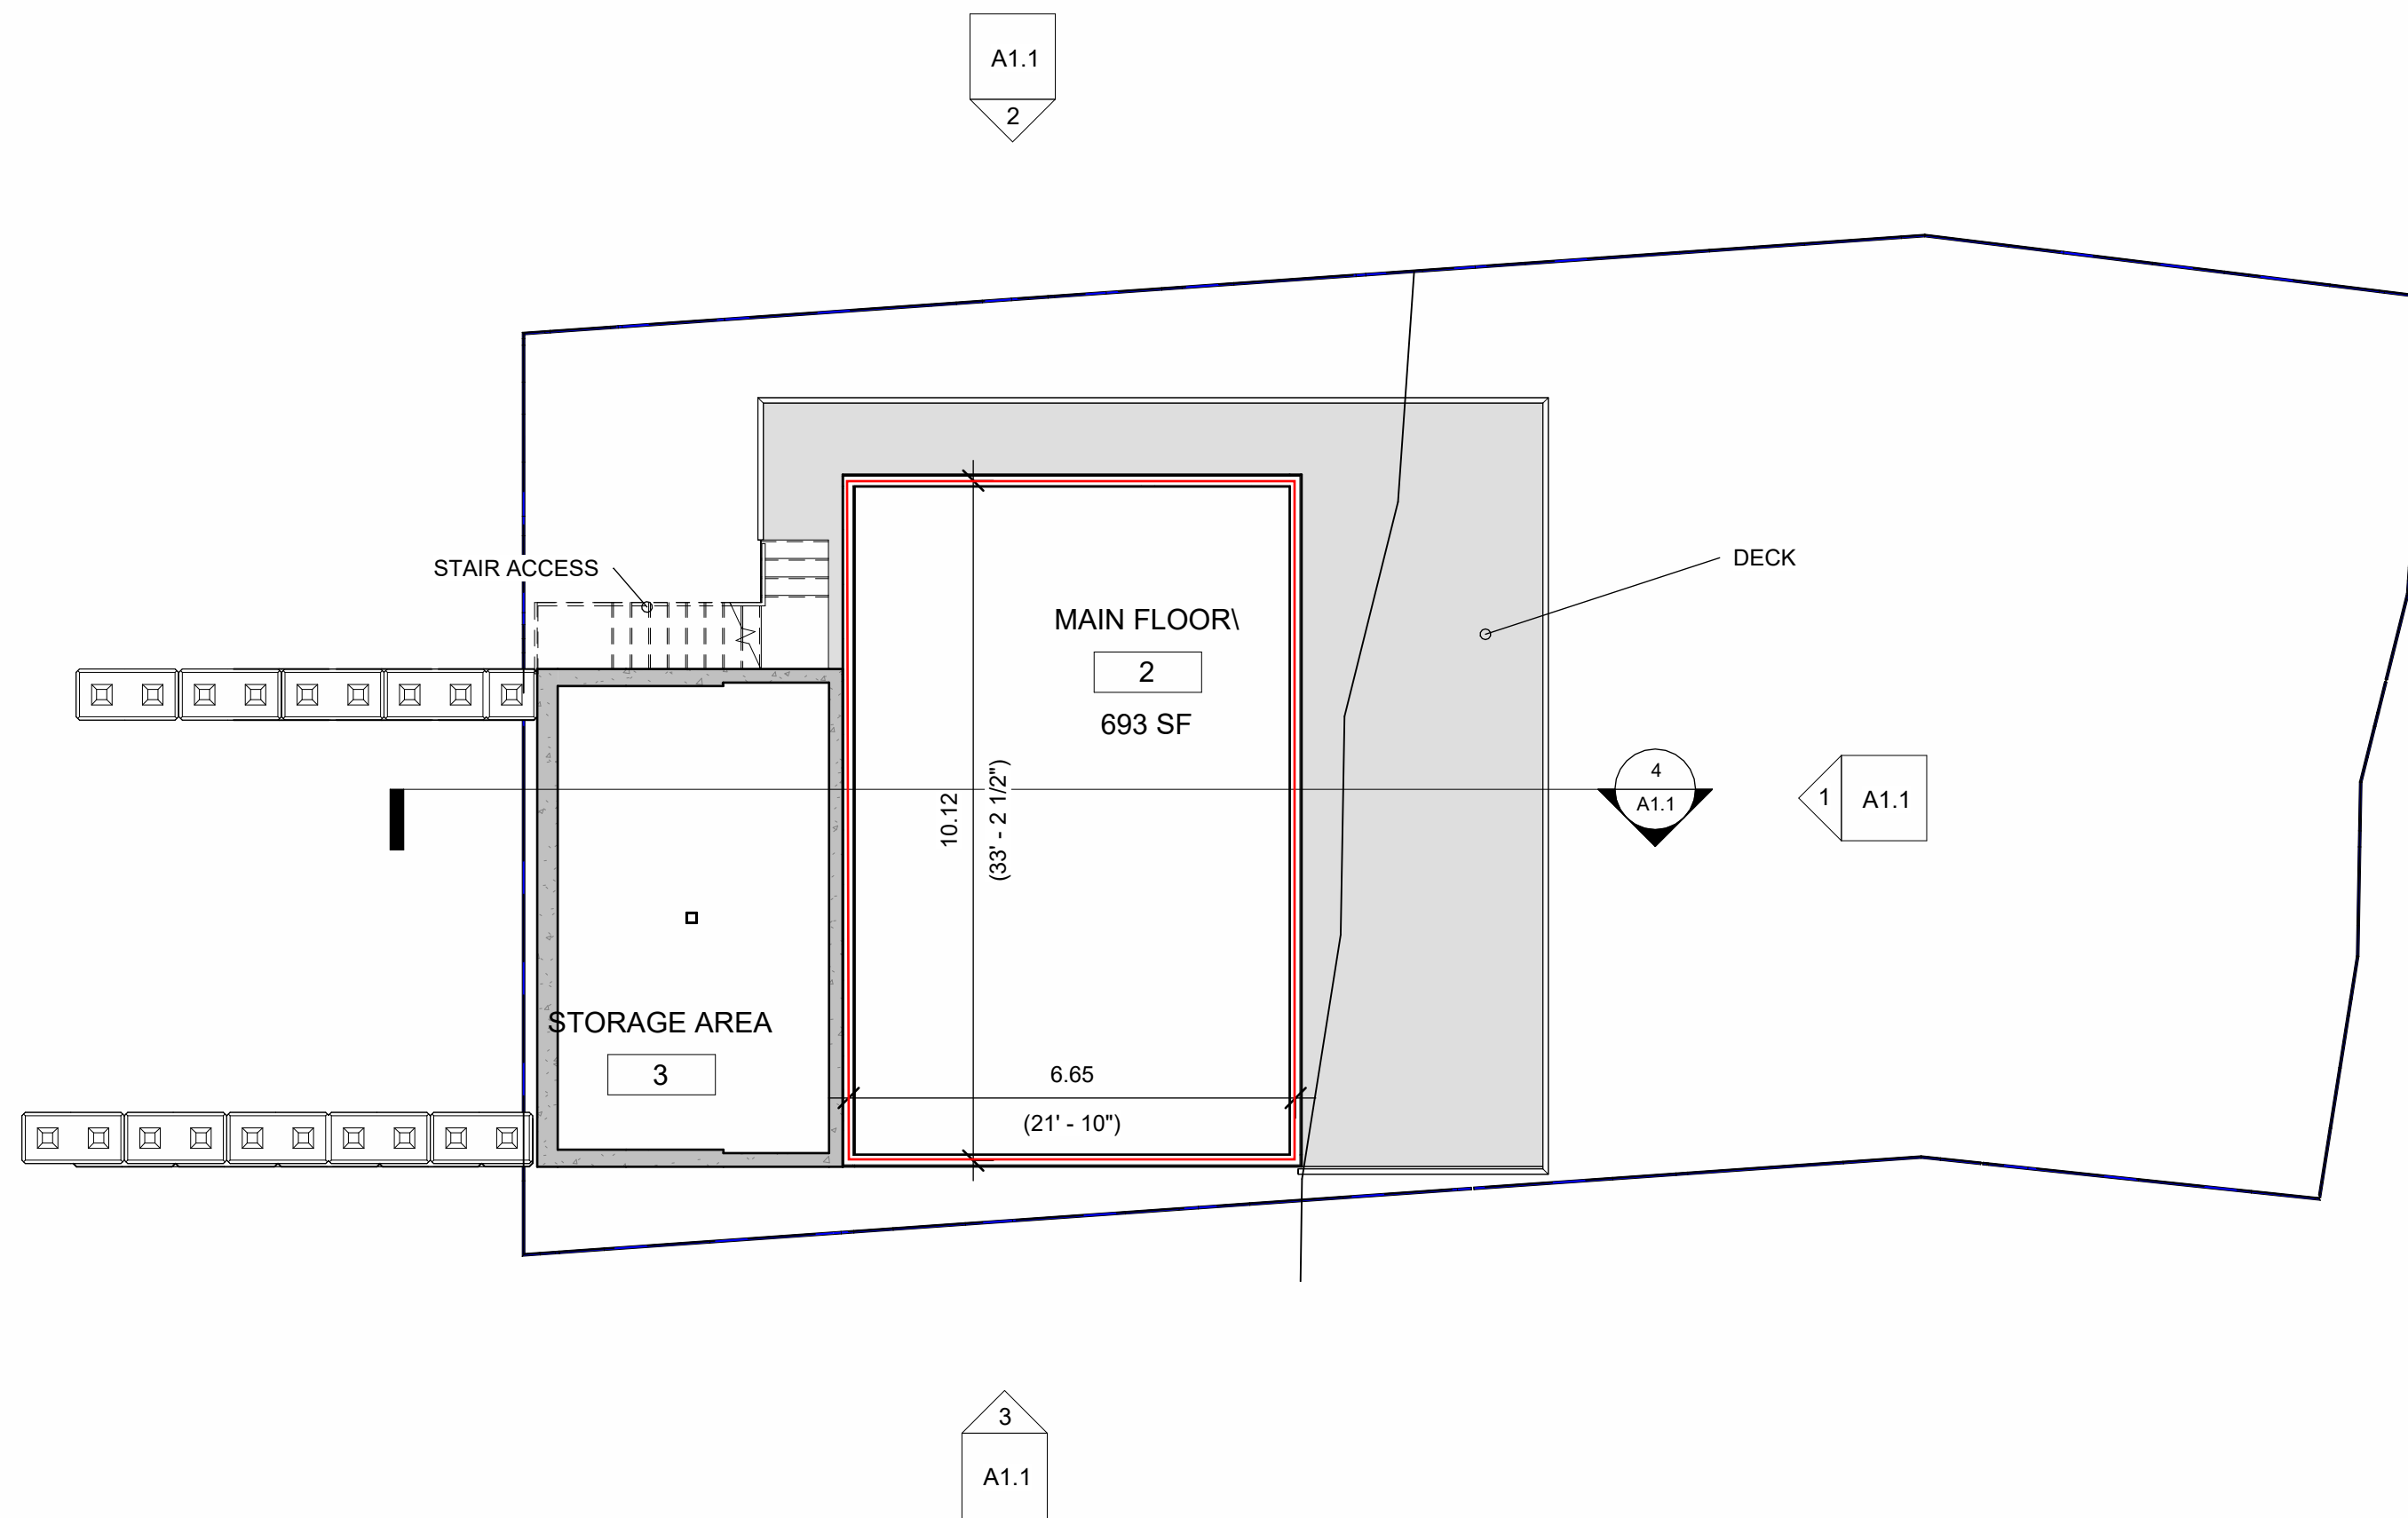 A1.1
2
STAIR ACCESS
DECK
MAIN FLOOR\
2
693 SF
10.12
(33' - 2 1/2")
4
A1.1
1
A1.1
STORAGE AREA
3
6.65
(21' - 10")
3
A1.1